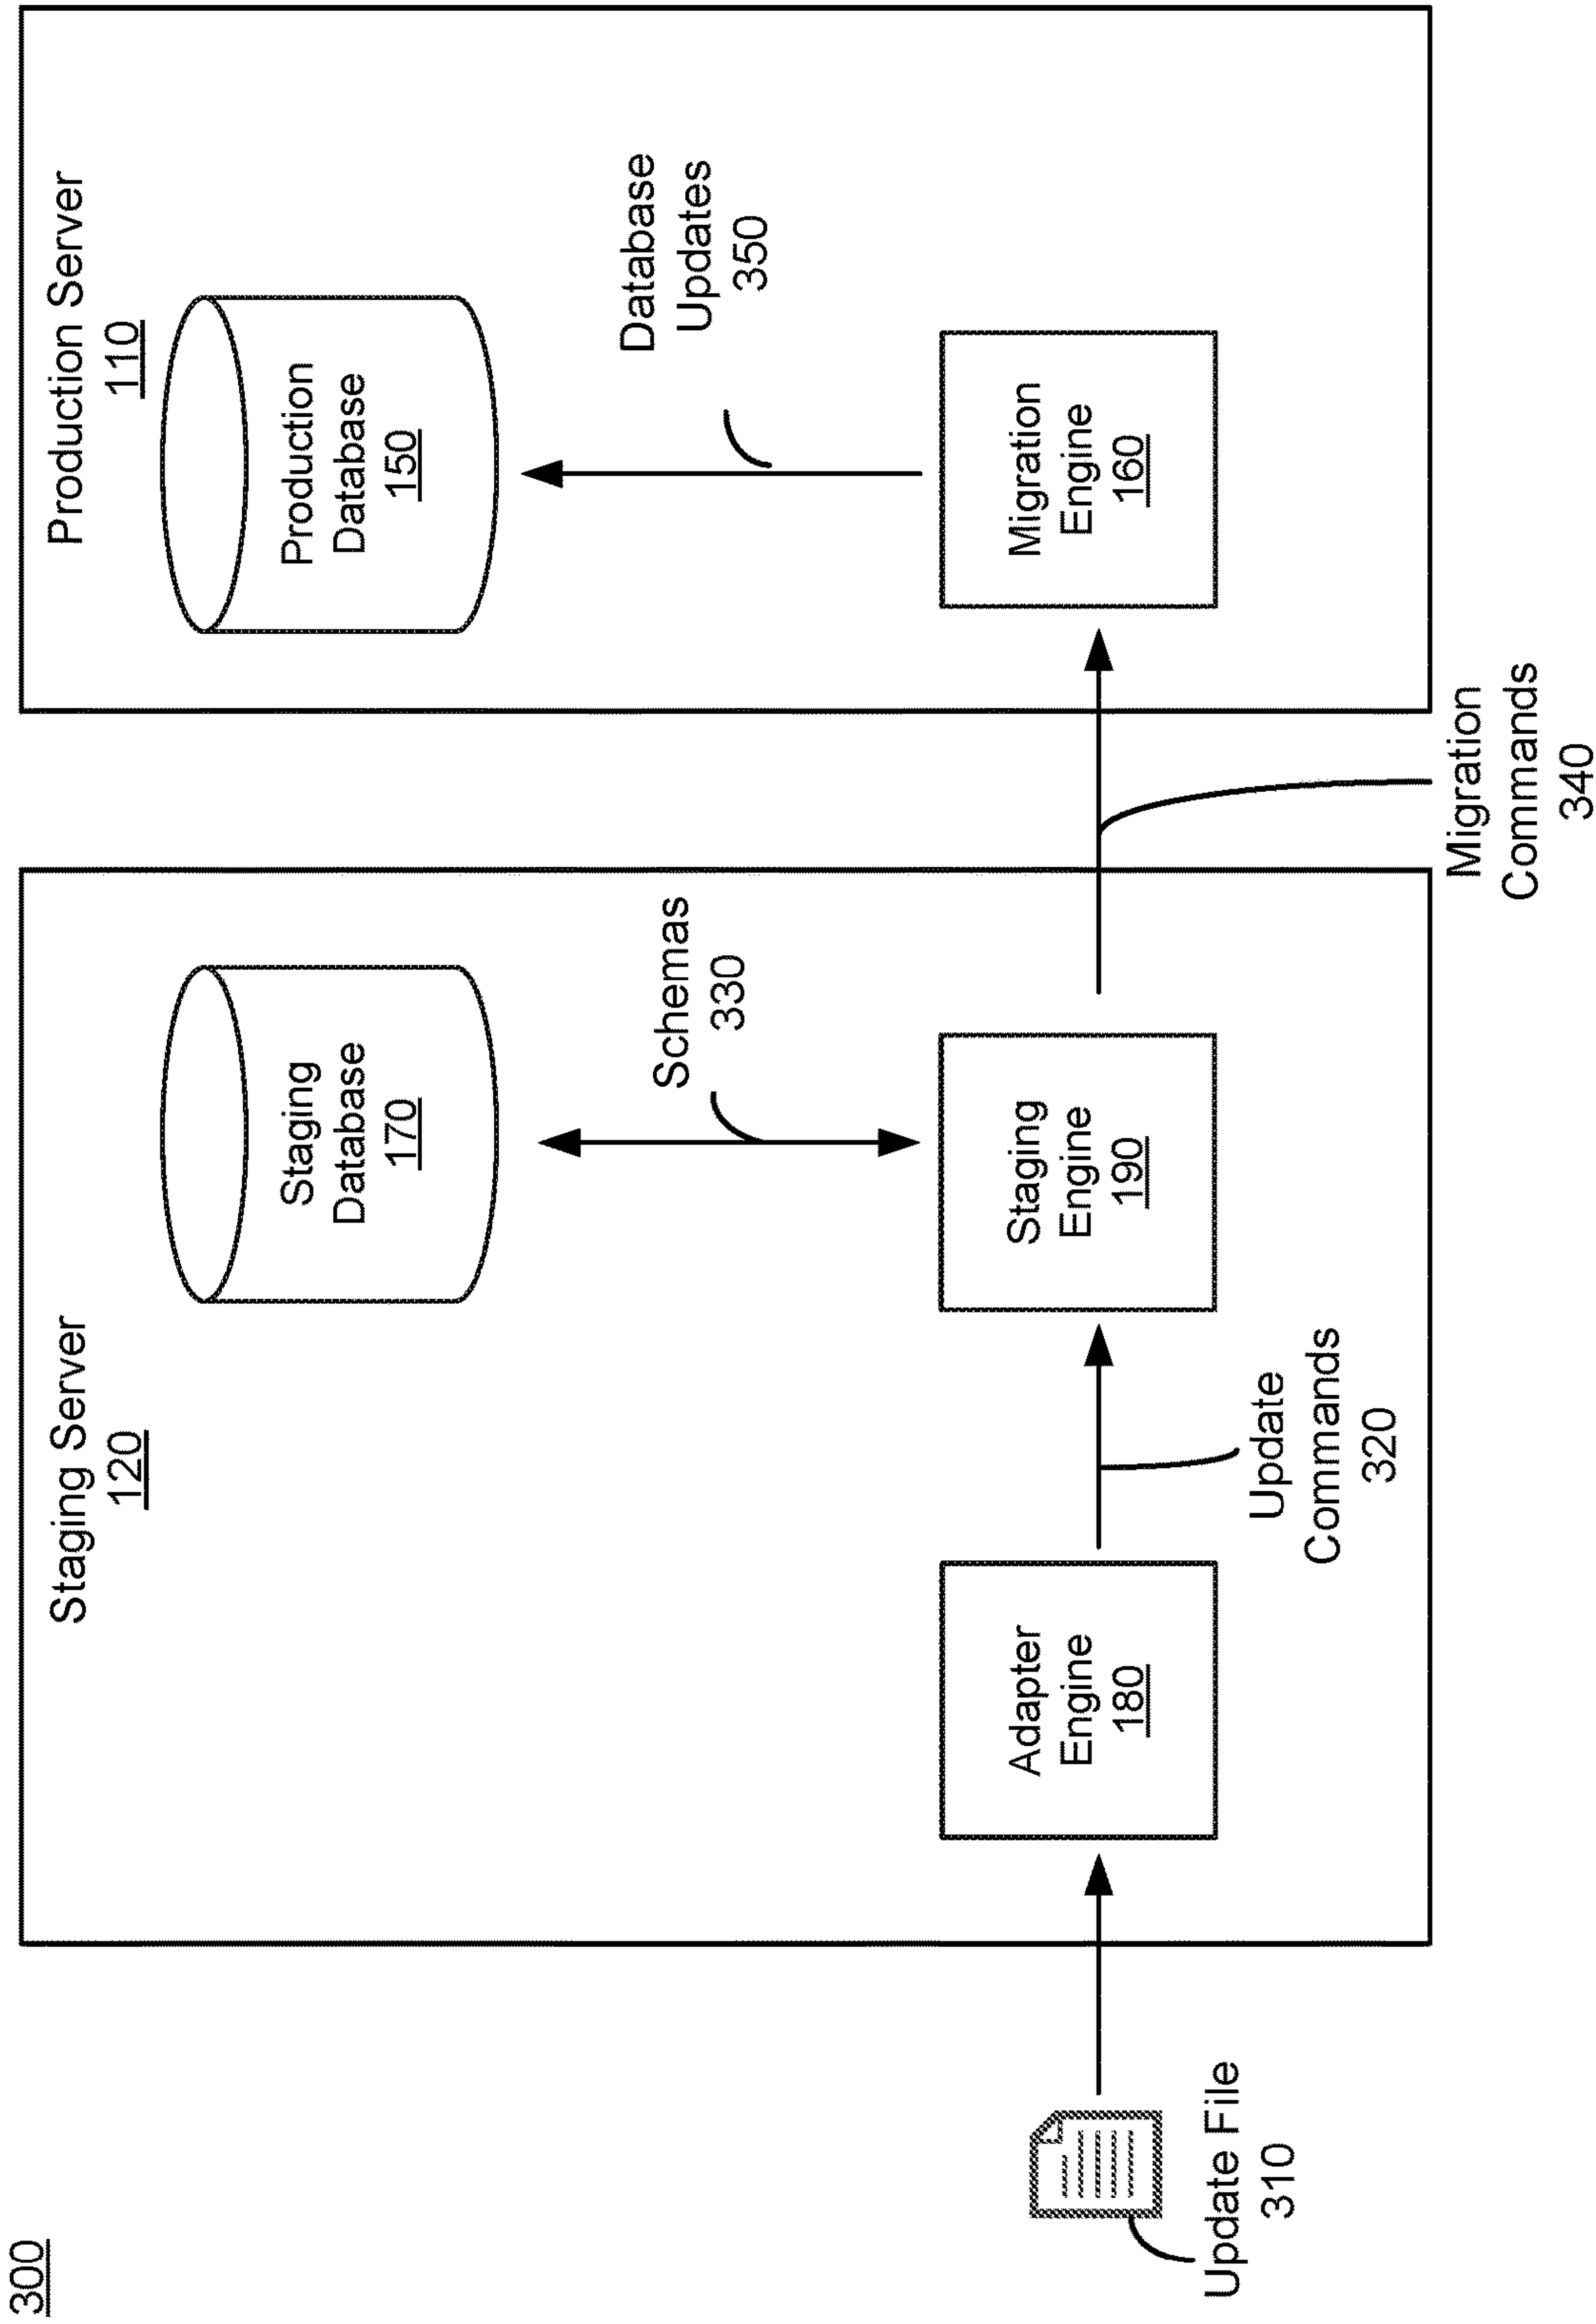 300
Staging Server
120
Production Server
110
Staging
Database
170
Production
Database
150
Schemas
330
Database
Updates
350
Adapter
Engine
180
Staging
Engine
190
Migration
Engine
160
Update File
310
Update
Commands
320
Migration
Commands
340